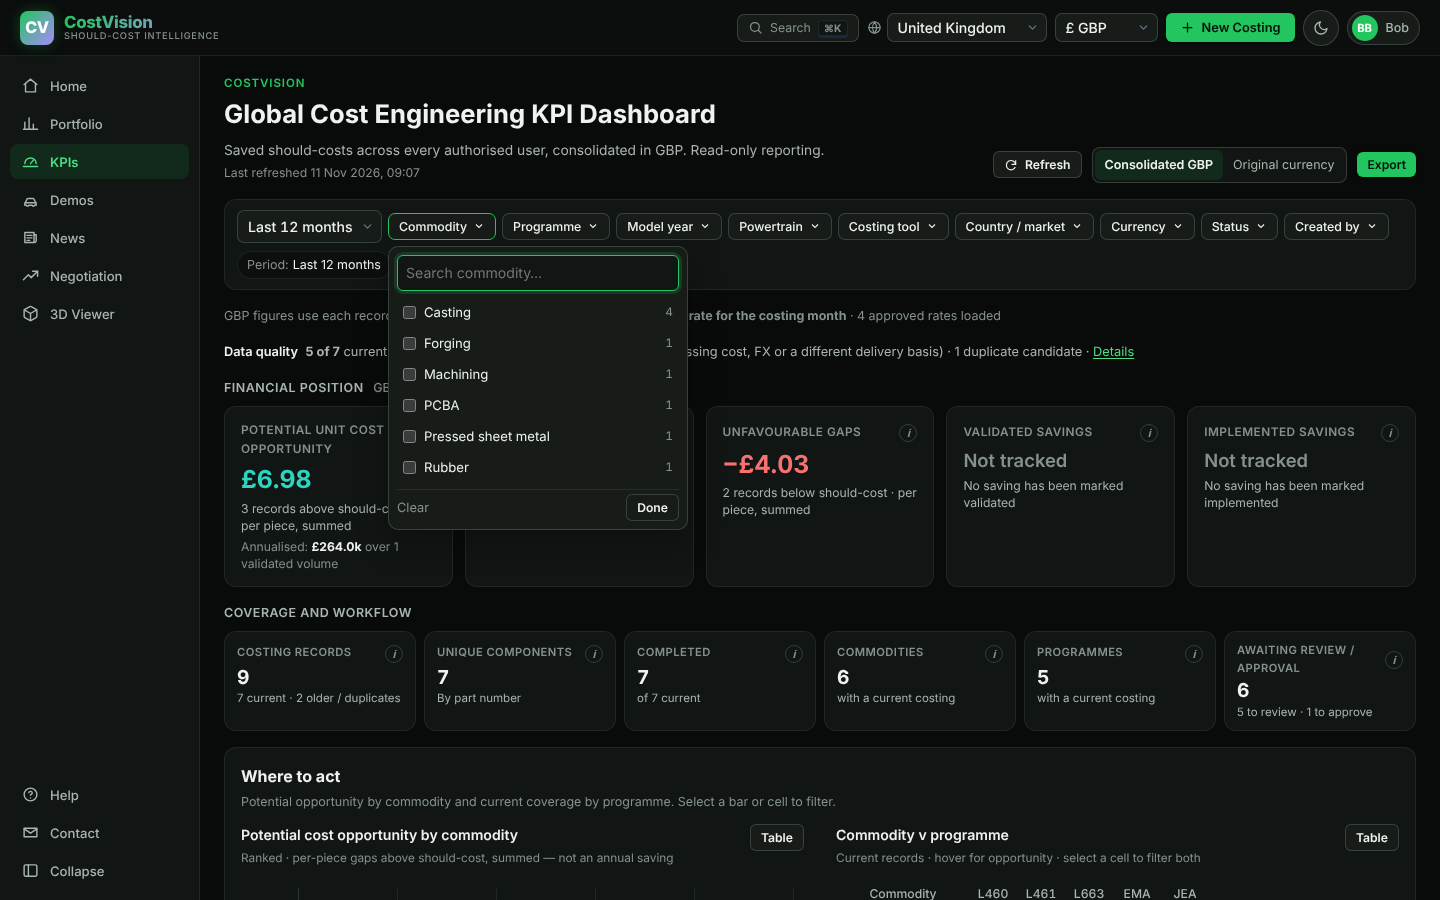 CV
CostVision
SHOULD-COST INTELLIGENCE
Search ⌘K
United Kingdom
£ GBP
+ New Costing
BB
Bob
Home
Portfolio
KPIs
Demos
News
Negotiation
3D Viewer
Help
Contact
Collapse
COSTVISION
Global Cost Engineering KPI Dashboard
Saved should-costs across every authorised user, consolidated in GBP. Read-only reporting.
Last refreshed 11 Nov 2026, 09:07
Refresh
Consolidated GBP
Original currency
Export
Last 12 months
Commodity
Programme
Model year
Powertrain
Costing tool
Country / market
Currency
Status
Created by
Period: Last 12 months
Search commodity...
Casting 4
Forging 1
Machining 1
PCBA 1
Pressed sheet metal 1
Rubber 1
Clear
Done
GBP figures use each rate for the costing month · 4 approved rates loaded
Data quality 5 of 7 current cost, FX or a different delivery basis) · 1 duplicate candidate · Details
FINANCIAL POSITION
POTENTIAL UNIT COST
OPPORTUNITY
£6.98
3 records above
per piece, summed
Annualised: £264.0k over 1
validated volume
UNFAVOURABLE GAPS i
−£4.03
2 records below should-cost · per
piece, summed
VALIDATED SAVINGS i
Not tracked
No saving has been marked
validated
IMPLEMENTED SAVINGS i
Not tracked
No saving has been marked
implemented
COVERAGE AND WORKFLOW
COSTING RECORDS i
9
7 current · 2 older / duplicates
UNIQUE COMPONENTS i
7
By part number
COMPLETED i
7
of 7 current
COMMODITIES i
6
with a current costing
PROGRAMMES i
5
with a current costing
AWAITING REVIEW /
APPROVAL i
6
5 to review · 1 to approve
Where to act
Potential opportunity by commodity and current coverage by programme. Select a bar or cell to filter.
Potential cost opportunity by commodity
Table
Ranked · per-piece gaps above should-cost, summed — not an annual saving
Commodity v programme
Table
Current records · hover for opportunity · select a cell to filter both
Commodity L460 L461 L663 EMA JEA